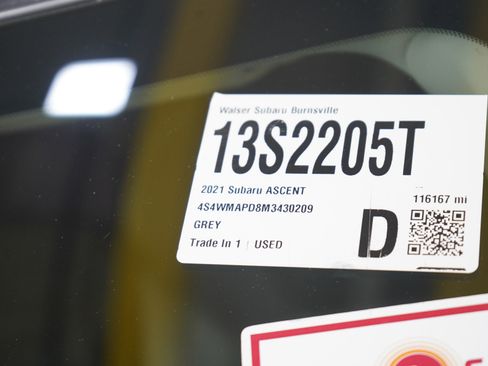 Walser Subaru Burnsville
13S2205T
2021 Subaru ASCENT
116167 mi
4S4WMAPD8M3430209
GREY
Trade In 1 | USED
D